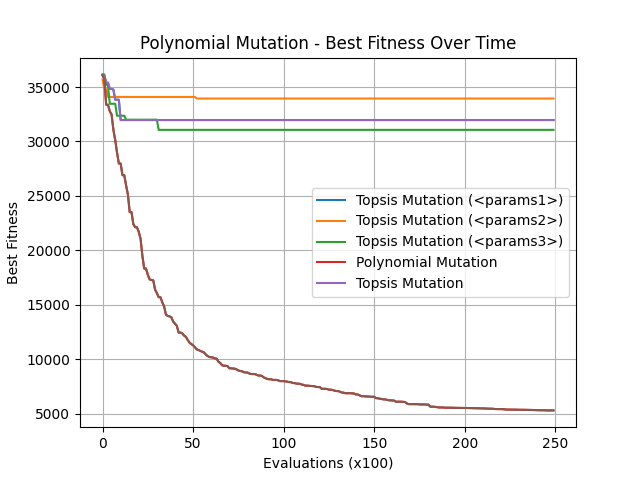 Polynomial Mutation - Best Fitness Over Time
Best Fitness
35000
30000
25000
20000
15000
10000
5000
Topsis Mutation (<params1>)
Topsis Mutation (<params2>)
Topsis Mutation (<params3>)
Polynomial Mutation
Topsis Mutation
0 50 100 150 200 250
Evaluations (x100)